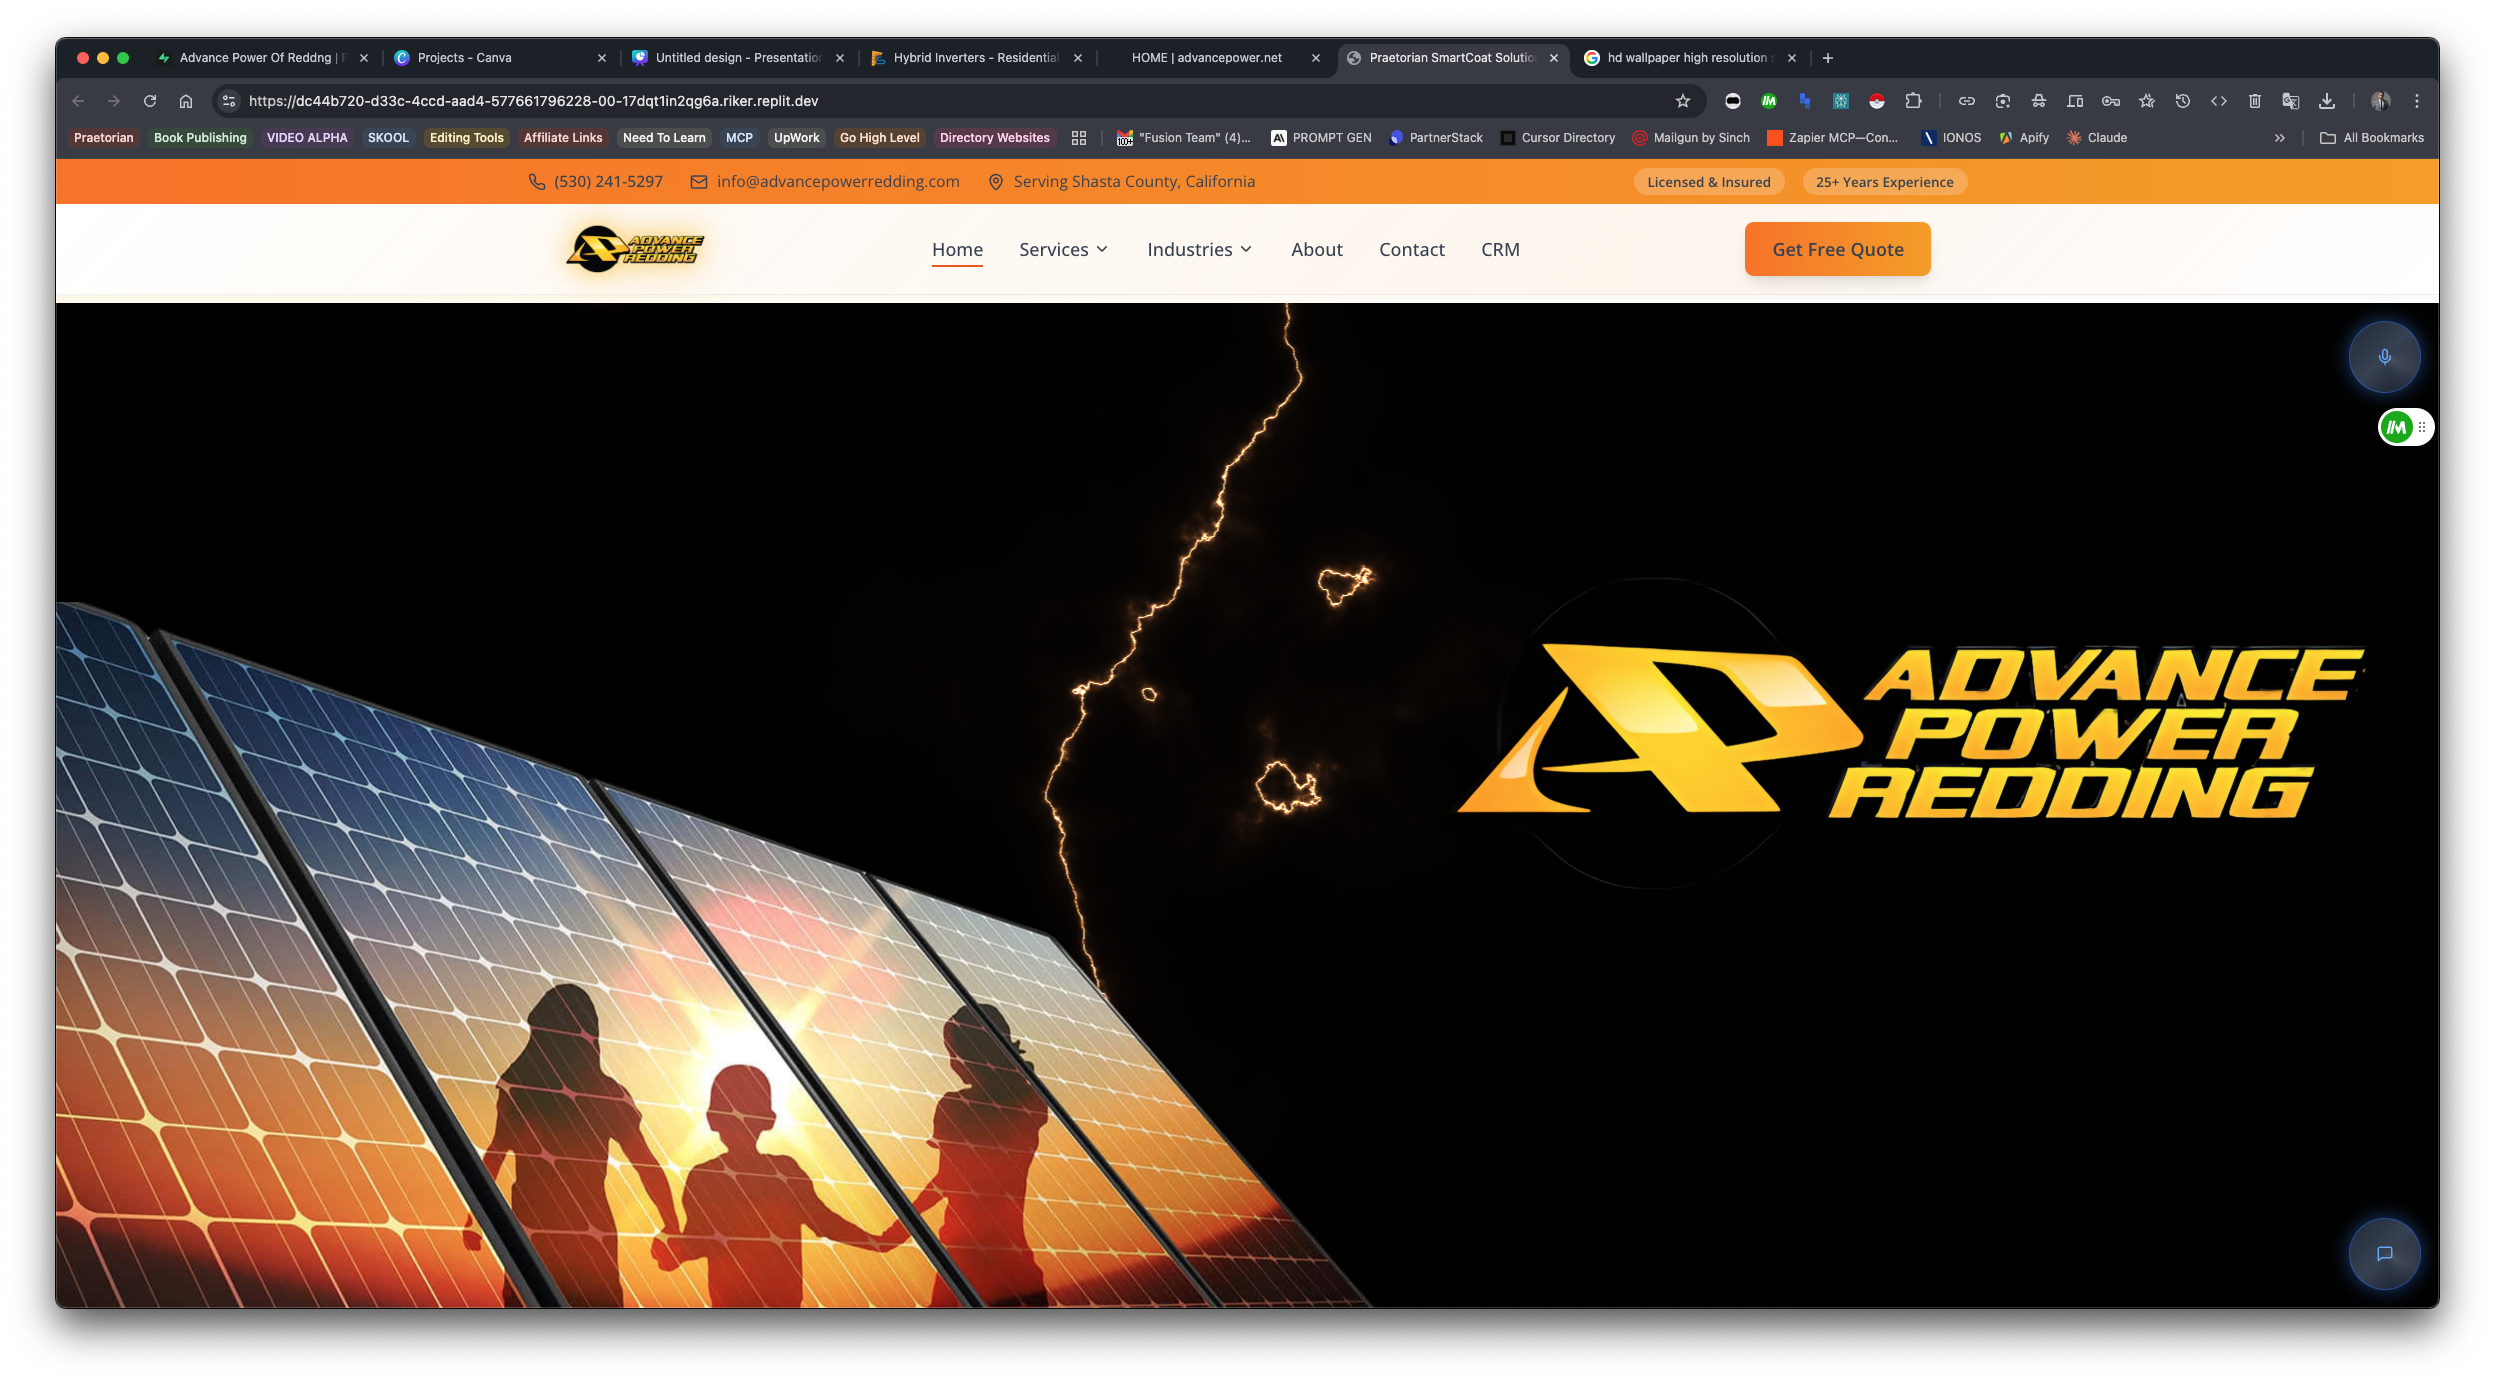 Advance Power Of Reddng | F
Projects - Canva
Untitled design - Presentation
Hybrid Inverters - Residential
HOME | advancepower.net
Praetorian SmartCoat Solutio
hd wallpaper high resolution s
https://dc44b720-d33c-4ccd-aad4-577661796228-00-17dqt1in2qg6a.riker.replit.dev
Praetorian
Book Publishing
VIDEO ALPHA
SKOOL
Editing Tools
Affiliate Links
Need To Learn
MCP
UpWork
Go High Level
Directory Websites
100+
"Fusion Team" (4)...
PROMPT GEN
PartnerStack
Cursor Directory
Mailgun by Sinch
Zapier MCP—Con...
IONOS
Apify
Claude
All Bookmarks
(530) 241-5297
info@advancepowerredding.com
Serving Shasta County, California
Licensed & Insured
25+ Years Experience
ADVANCE
POWER
REDDING
Home
Services
Industries
About
Contact
CRM
Get Free Quote
ADVANCE
POWER
REDDING